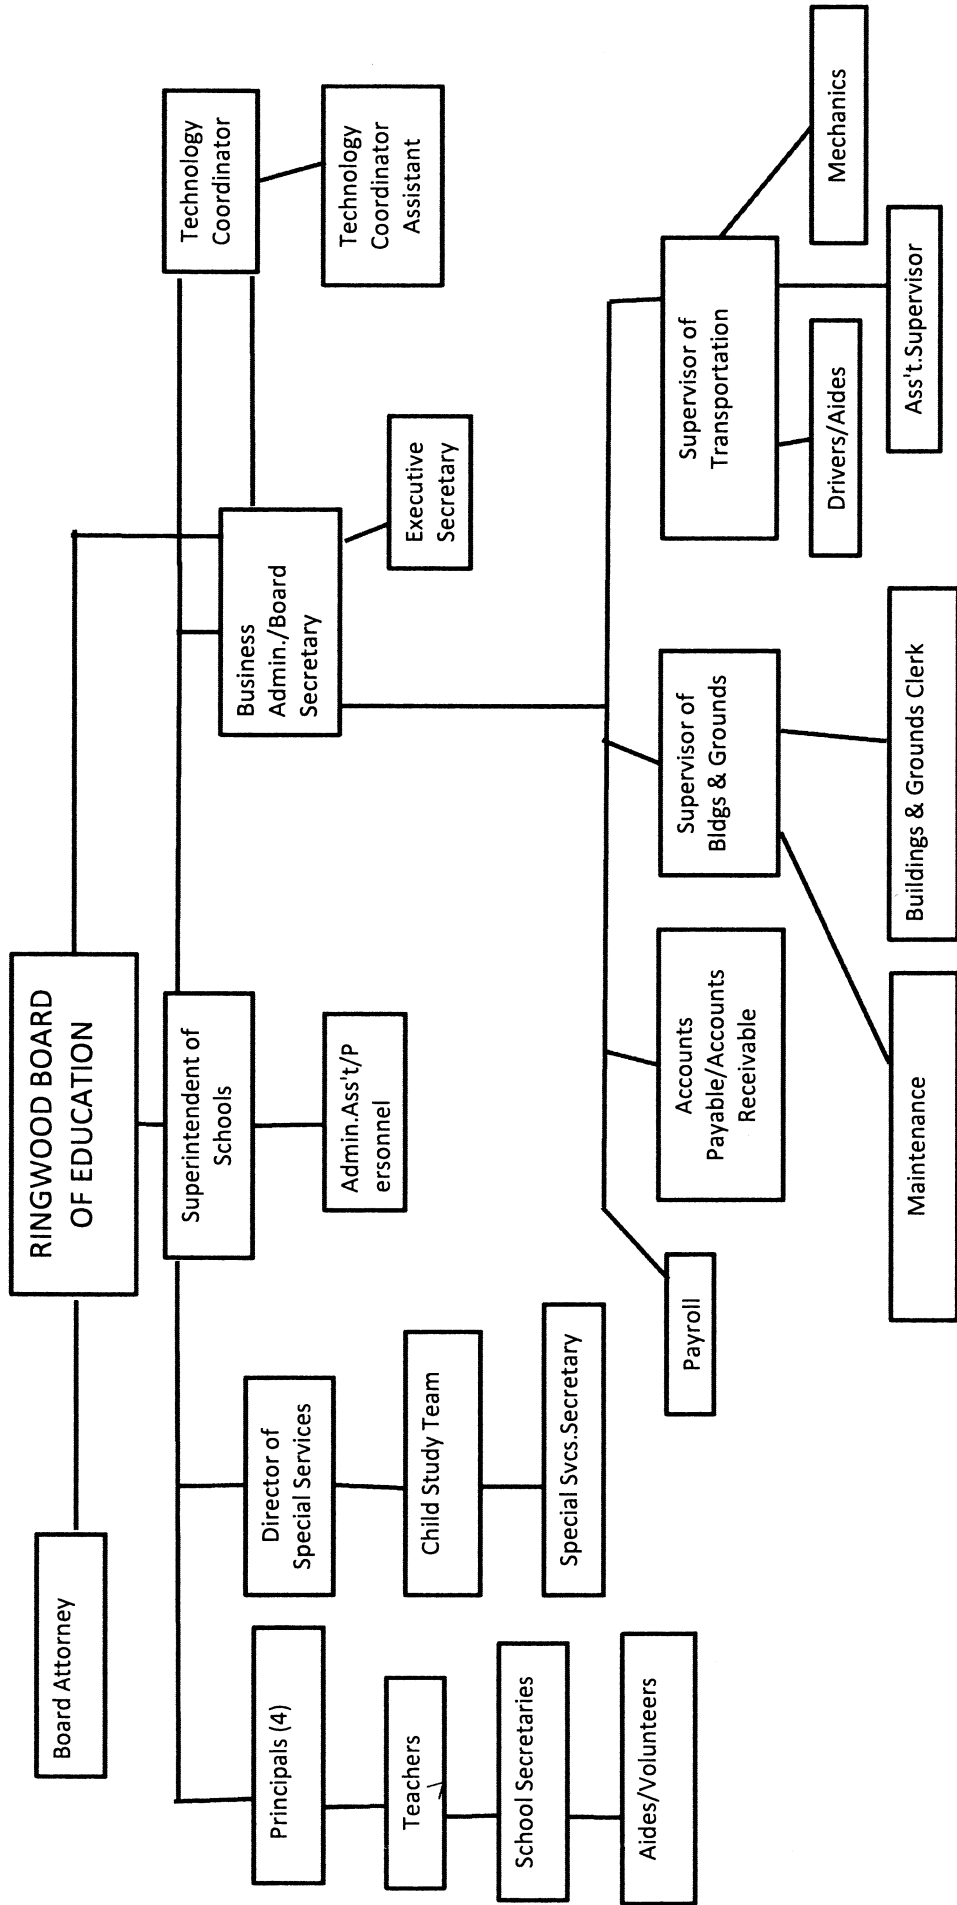 RINGWOOD BOARD
OF EDUCATION
Board Attorney
Superintendent of
Schools
Technology
Coordinator
Technology
Coordinator
Assistant
Admin.Ass't/P
ersonnel
Business
Admin./Board
Secretary
Executive
Secretary
Principals (4)
Teachers
School Secretaries
Aides/Volunteers
Director of
Special Services
Child Study Team
Special Svcs.Secretary
Payroll
Accounts
Payable/Accounts
Receivable
Supervisor of
Bldgs & Grounds
Maintenance
Buildings & Grounds Clerk
Supervisor of
Transportation
Drivers/Aides
Ass't.Supervisor
Mechanics